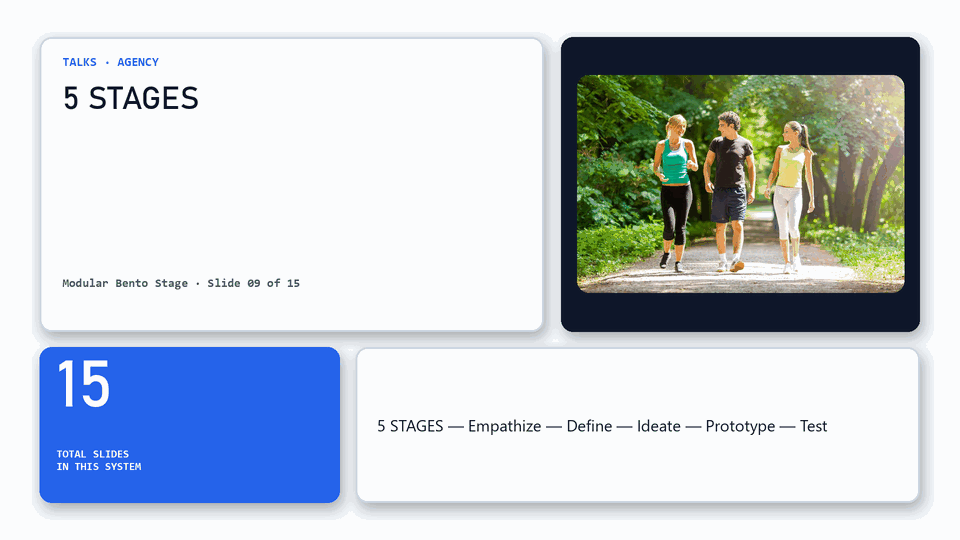 TALKS · AGENCY
5 STAGES
Modular Bento Stage · Slide 09 of 15
15
TOTAL SLIDES
IN THIS SYSTEM
5 STAGES — Empathize — Define — Ideate — Prototype — Test